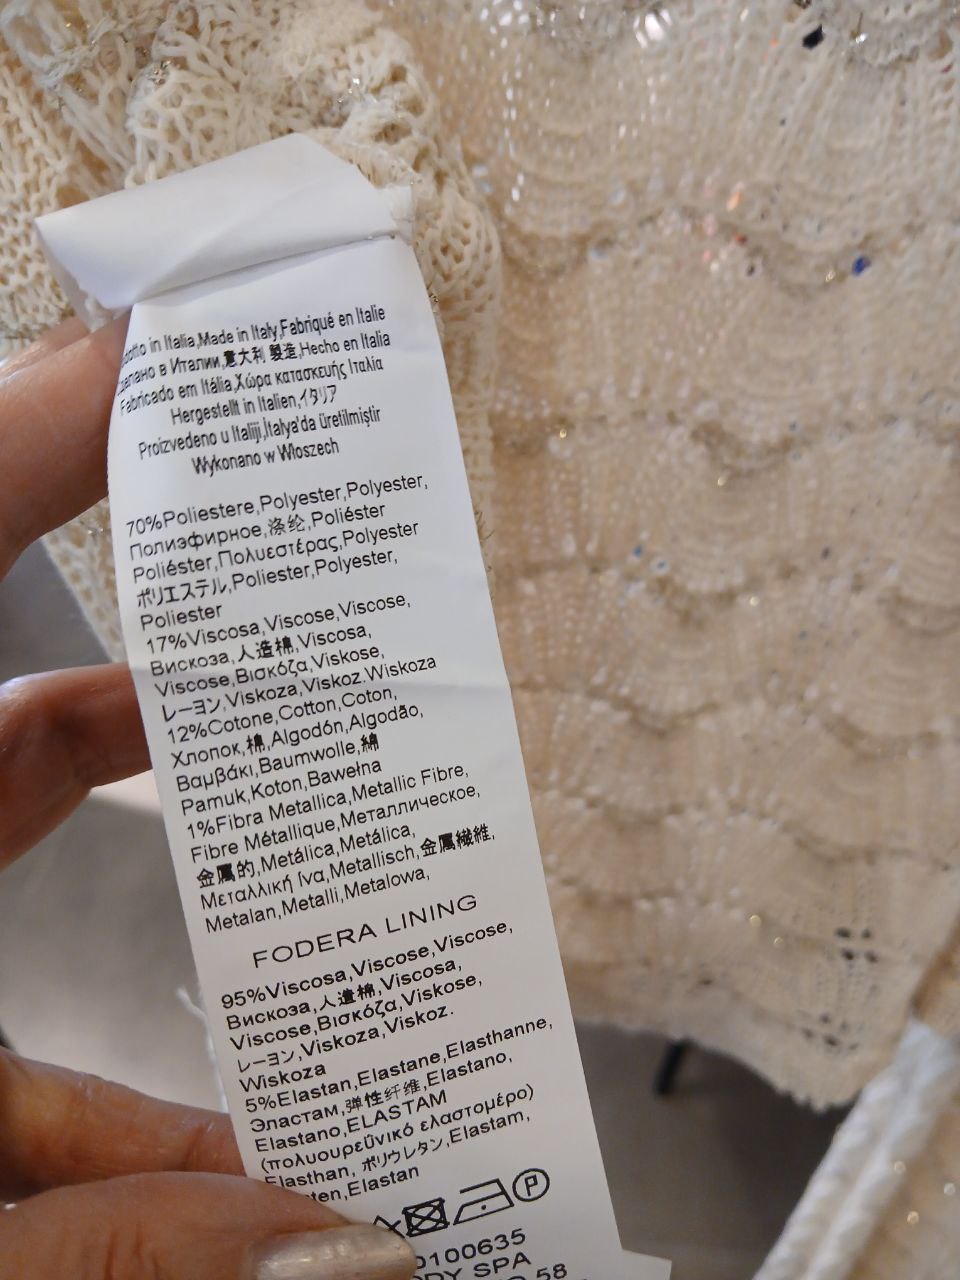 in Italia,Made in Italy,Fabriqué en Italie
в Италии,意大利 製造,Hecho en Italia
Fabricado em Itália,Χώρα κατασκευής Ιταλία
Hergestellt in Italien,イタリア
Proizvedeno u Italiji,İtalya'da üretilmiştir
Wykonano w Włoszech
70%Poliestere,Polyester,Polyester,
Полиэфирное,涤纶,Poliéster
Poliéster,Πολυεστέρας,Polyester
ポリエステル,Poliester,Polyester,
Poliester
17%Viscosa,Viscose,Viscose,
Вискоза,人造棉,Viscosa,
Viscose,Βισκόζα,Viskose,
レーヨン,Viskoza,Viskoz.Wiskoza
12%Cotone,Cotton,Coton,
Хлопок,棉,Algodón,Algodão,
Βαμβάκι,Baumwolle,綿
Pamuk,Koton,Bawełna
1%Fibra Metallica,Metallic Fibre,
Fibre Métallique,Металлическое,
金属的,Metálica,Metálica,
Μεταλλική ίνα,Metallisch,金属繊維,
Metalan,Metalli,Metalowa,
FODERA LINING
95%Viscosa,Viscose,Viscose,
Вискоза,人造棉,Viscosa,
Viscose,Βισκόζα,Viskose,
レーヨン,Viskoza,Viskoz.
Wiskoza
5%Elastan,Elastane,Elasthanne,
Эластам,弹性纤维,Elastano,
Elastano,ELASTAM
(πολυουρεϋνικό ελαστομέρο)
Elasthan, ポリウレタン,Elastam,
Elastan
P
0100635
SPA
58